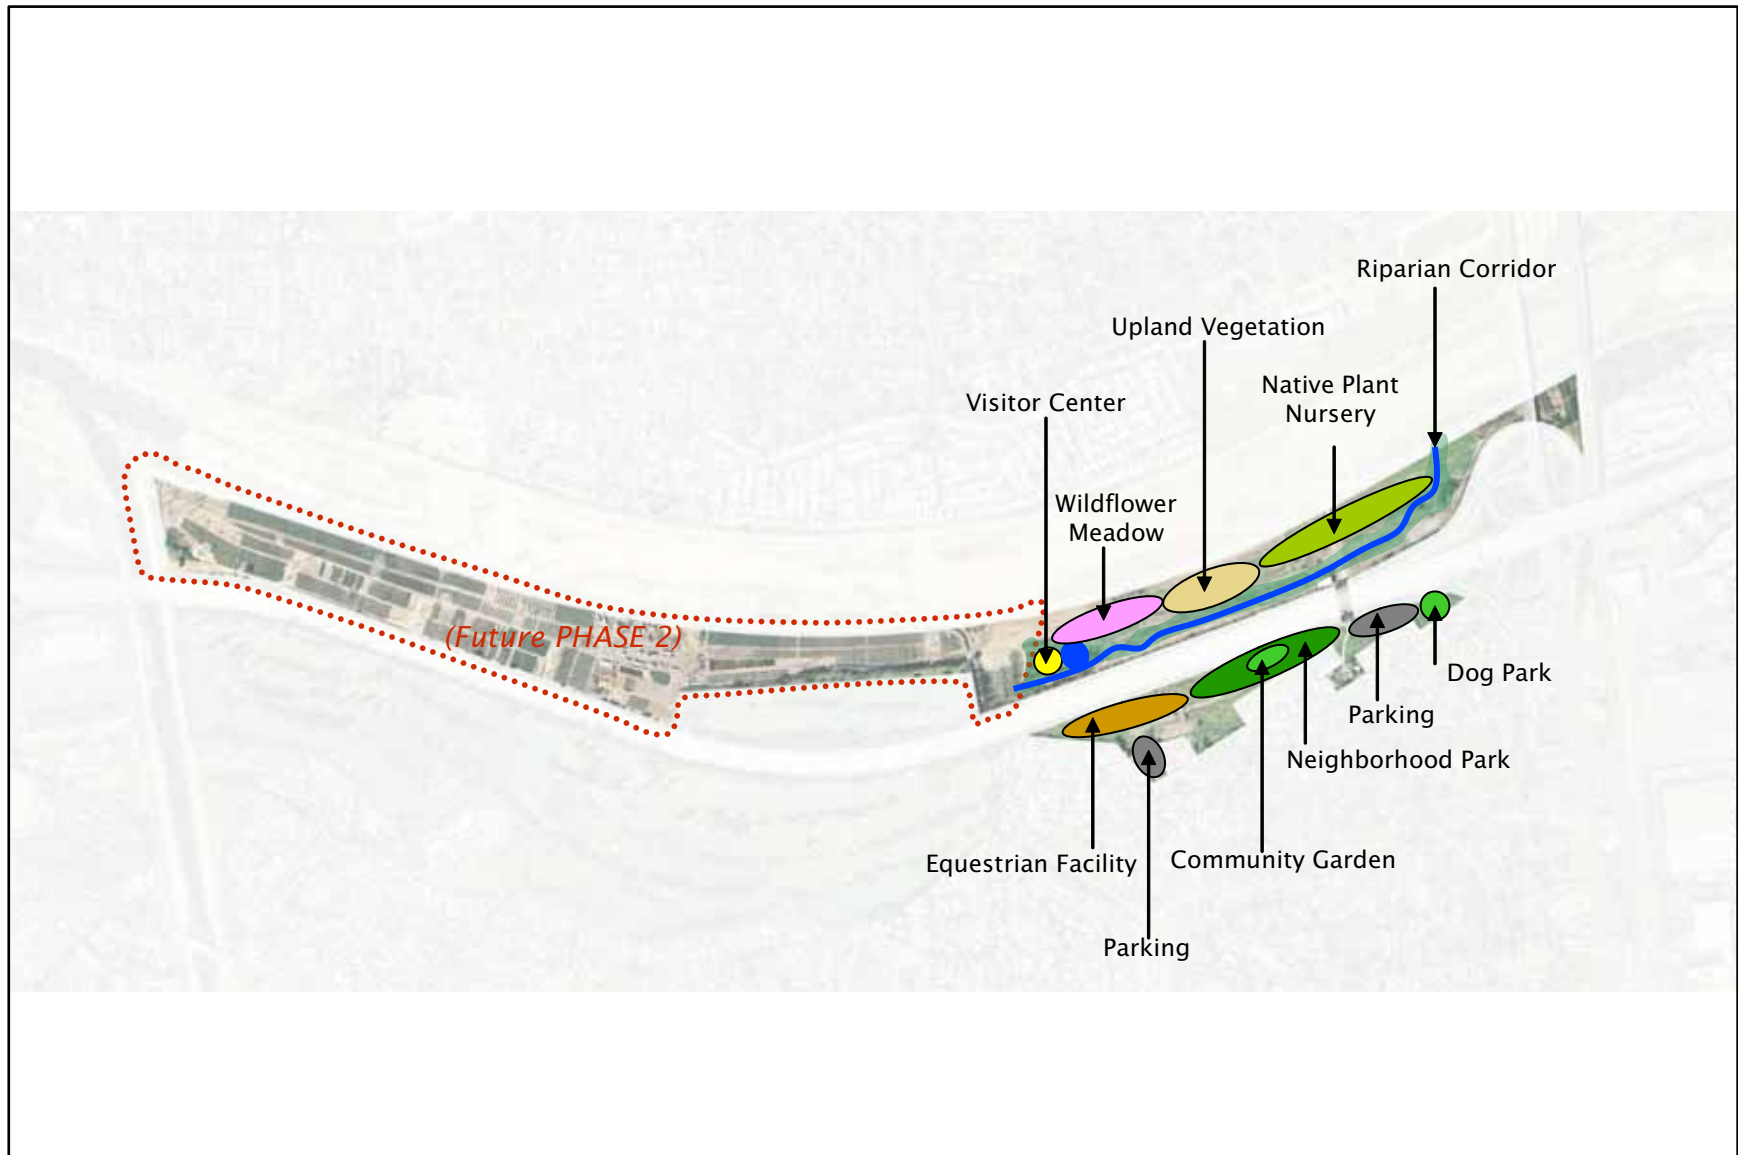 Riparian Corridor
Upland Vegetation
Native Plant
Nursery
Visitor Center
Wildflower
Meadow
(Future PHASE 2)
Dog Park
Parking
Neighborhood Park
Equestrian Facility
Community Garden
Parking